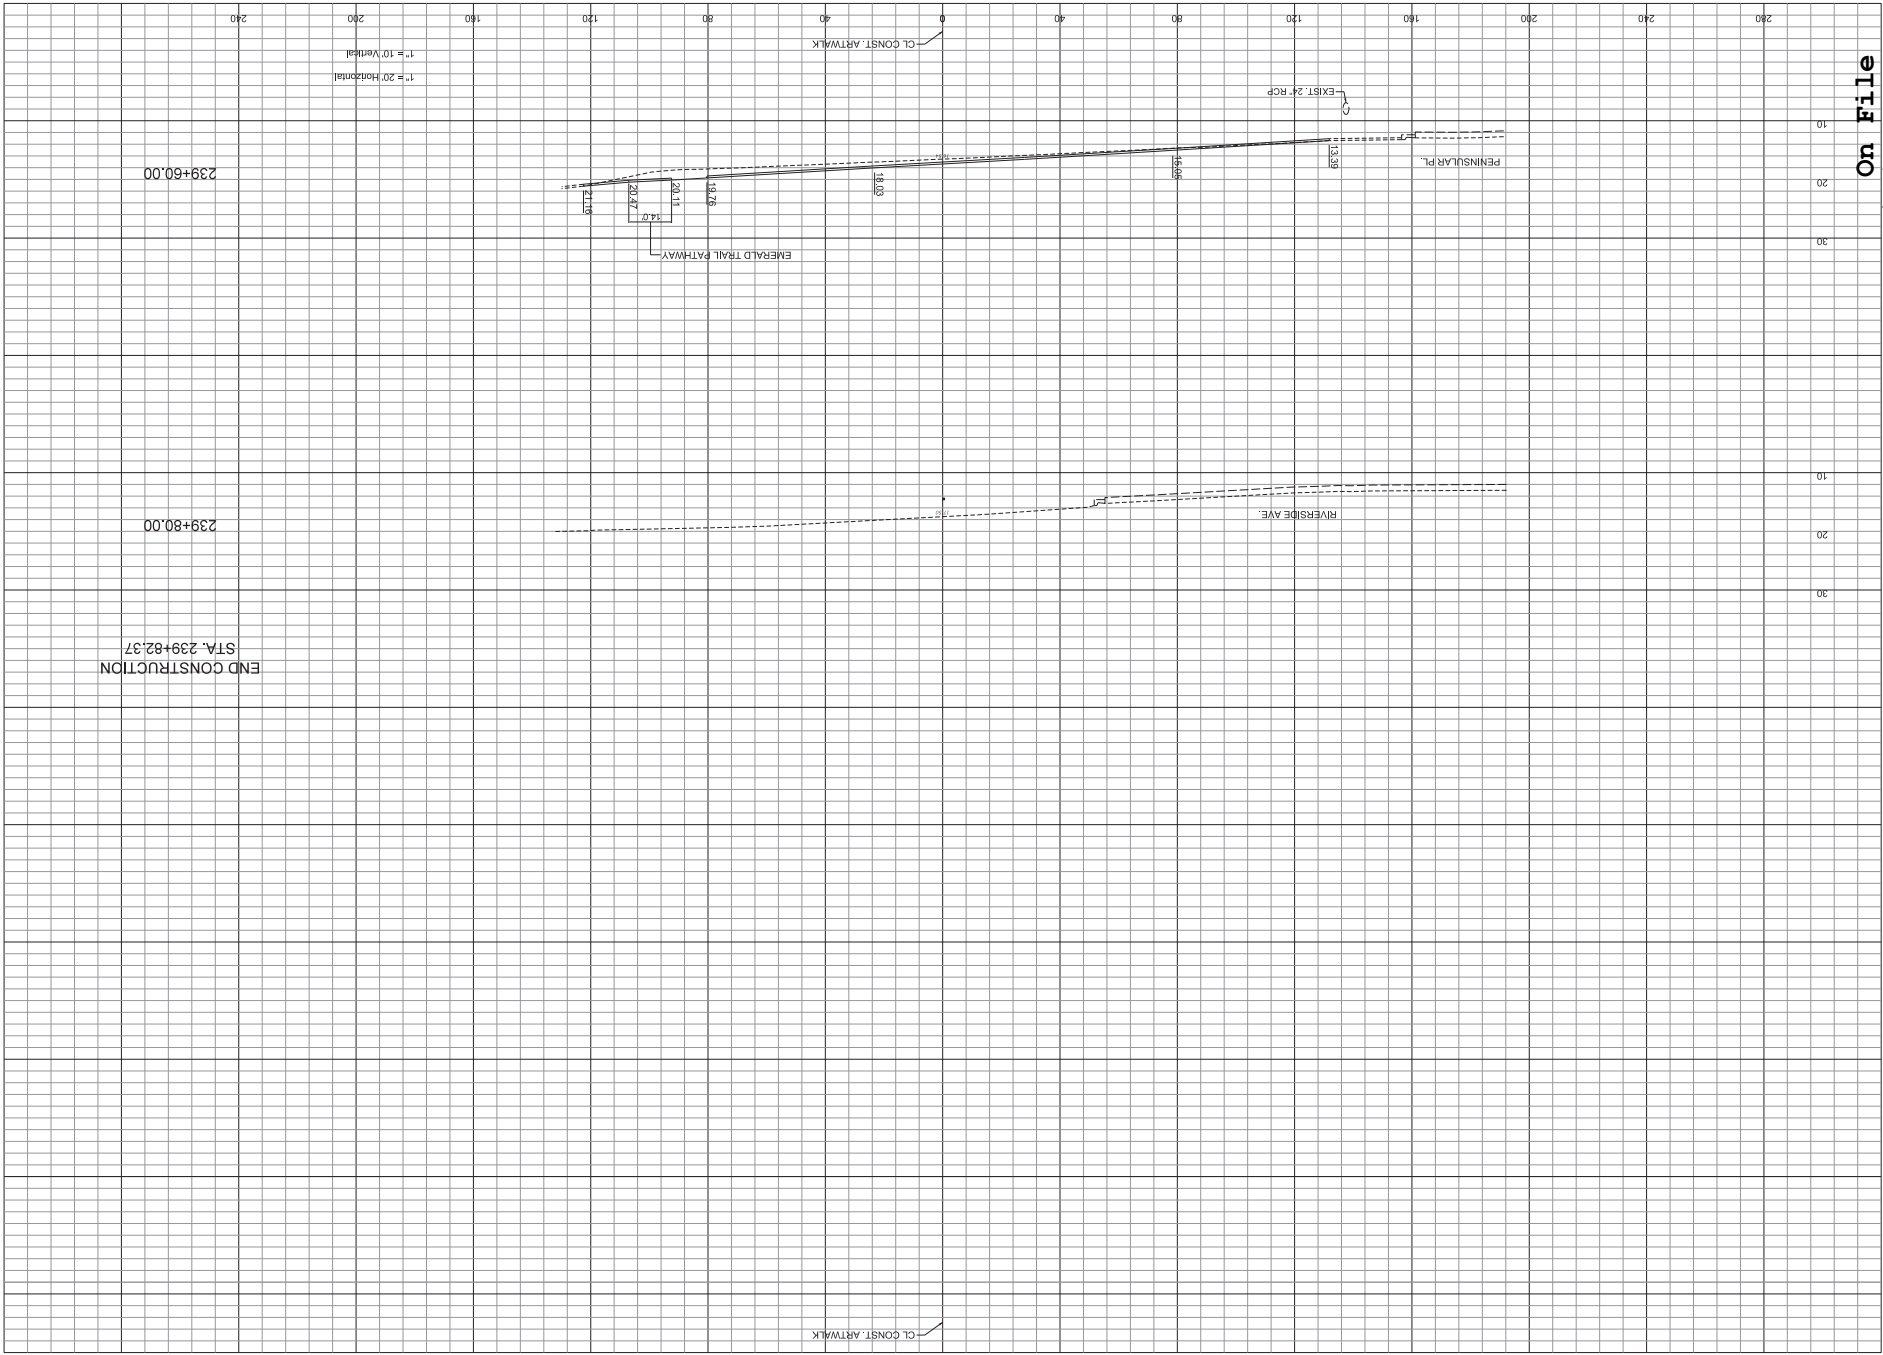 CL CONST. ARTWALK
END CONSTRUCTION
STA. 239+82.37
30
20
RIVERSIDE AVE.
239+80.00
10
EMERALD TRAIL PATHWAY
30
14.0'
20
13.39
15.05
18.03
19.76
20.11
20.47
21.16
239+60.00
PENINSULAR PL.
10
EXIST. 24" RCP
1" = 20' Horizontal
1" = 10' Vertical
CL CONST. ARTWALK
280 240 200 160 120 80 40 0 40 80 120 160 200 240
On File